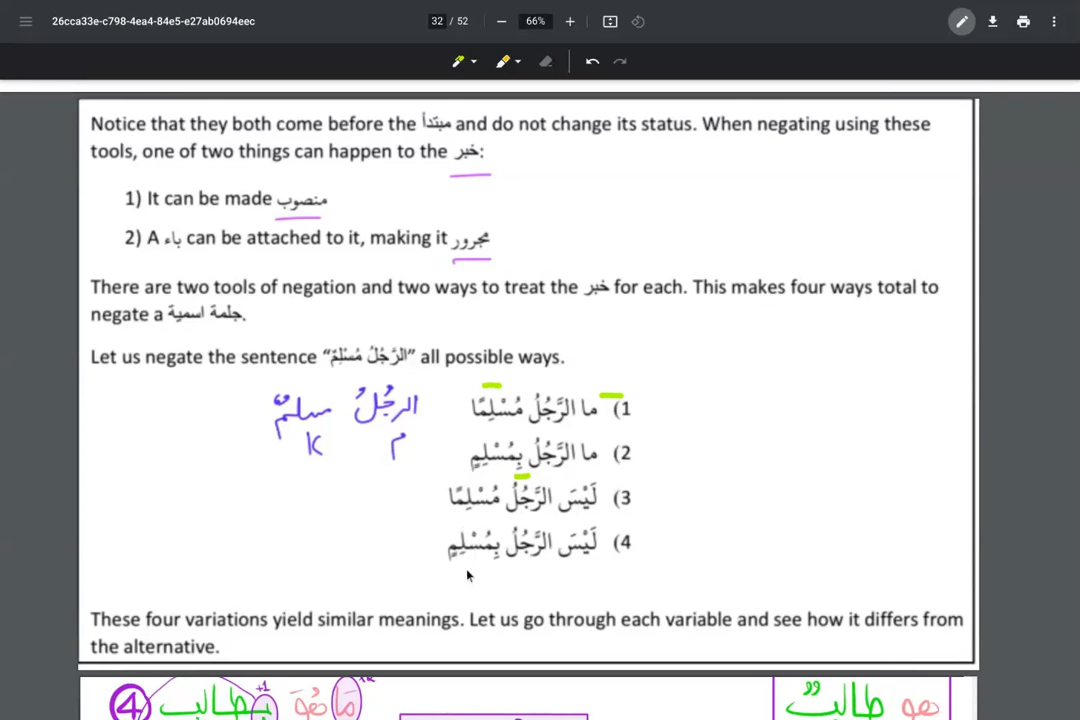 26cca33e-c798-4ea4-84e5-e27ab0694eec
32 / 52
66%
Notice that they both come before the مبتدأ and do not change its status. When negating using these
tools, one of two things can happen to the خبر:
1) It can be made منصوب
2) A باء can be attached to it, making it مجرور
There are two tools of negation and two ways to treat the خبر for each. This makes four ways total to
negate a جلمة اسمية.
Let us negate the sentence “الرَّجُلُ مُسْلِمٌ” all possible ways.
1) ما الرَّجُلُ مُسْلِمًا
الرجُلُ مسلمٌ
م
2) ما الرَّجُلُ بِمُسْلِمٍ
3) لَيْسَ الرَّجُلُ مُسْلِمًا
4) لَيْسَ الرَّجُلُ بِمُسْلِمٍ
These four variations yield similar meanings. Let us go through each variable and see how it differs from
the alternative.
هو طالبٌ
مَا هُوَ بطالب
4
+1